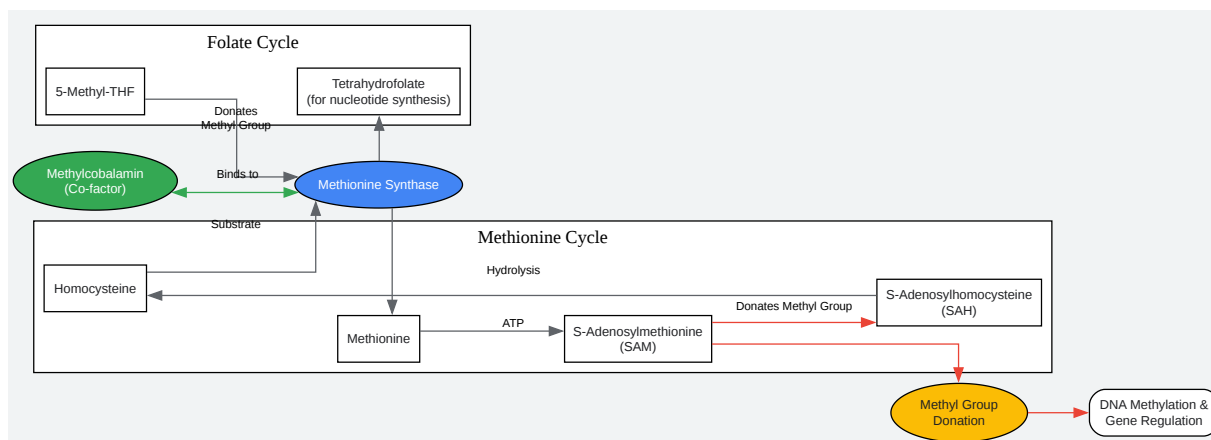 Folate Cycle
5-Methyl-THF
Tetrahydrofolate
(for nucleotide synthesis)
Donates
Methyl Group
Methylcobalamin
(Co-factor)
Binds to
Methionine Synthase
Substrate
Methionine Cycle
Homocysteine
Hydrolysis
S-Adenosylhomocysteine
(SAH)
Donates Methyl Group
Methionine
ATP
S-Adenosylmethionine
(SAM)
Methyl Group
Donation
DNA Methylation &
Gene Regulation